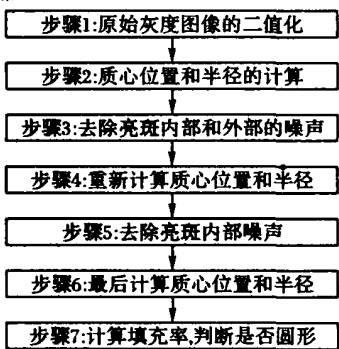 步骤1:原始灰度图像的二值化
步骤2:质心位置和半径的计算
步骤3:去除亮斑内部和外部的噪声
步骤4:重新计算质心位置和半径
步骤5:去除亮斑内部噪声
步骤6:最后计算质心位置和半径
步骤7:计算填充率,判断是否圆形